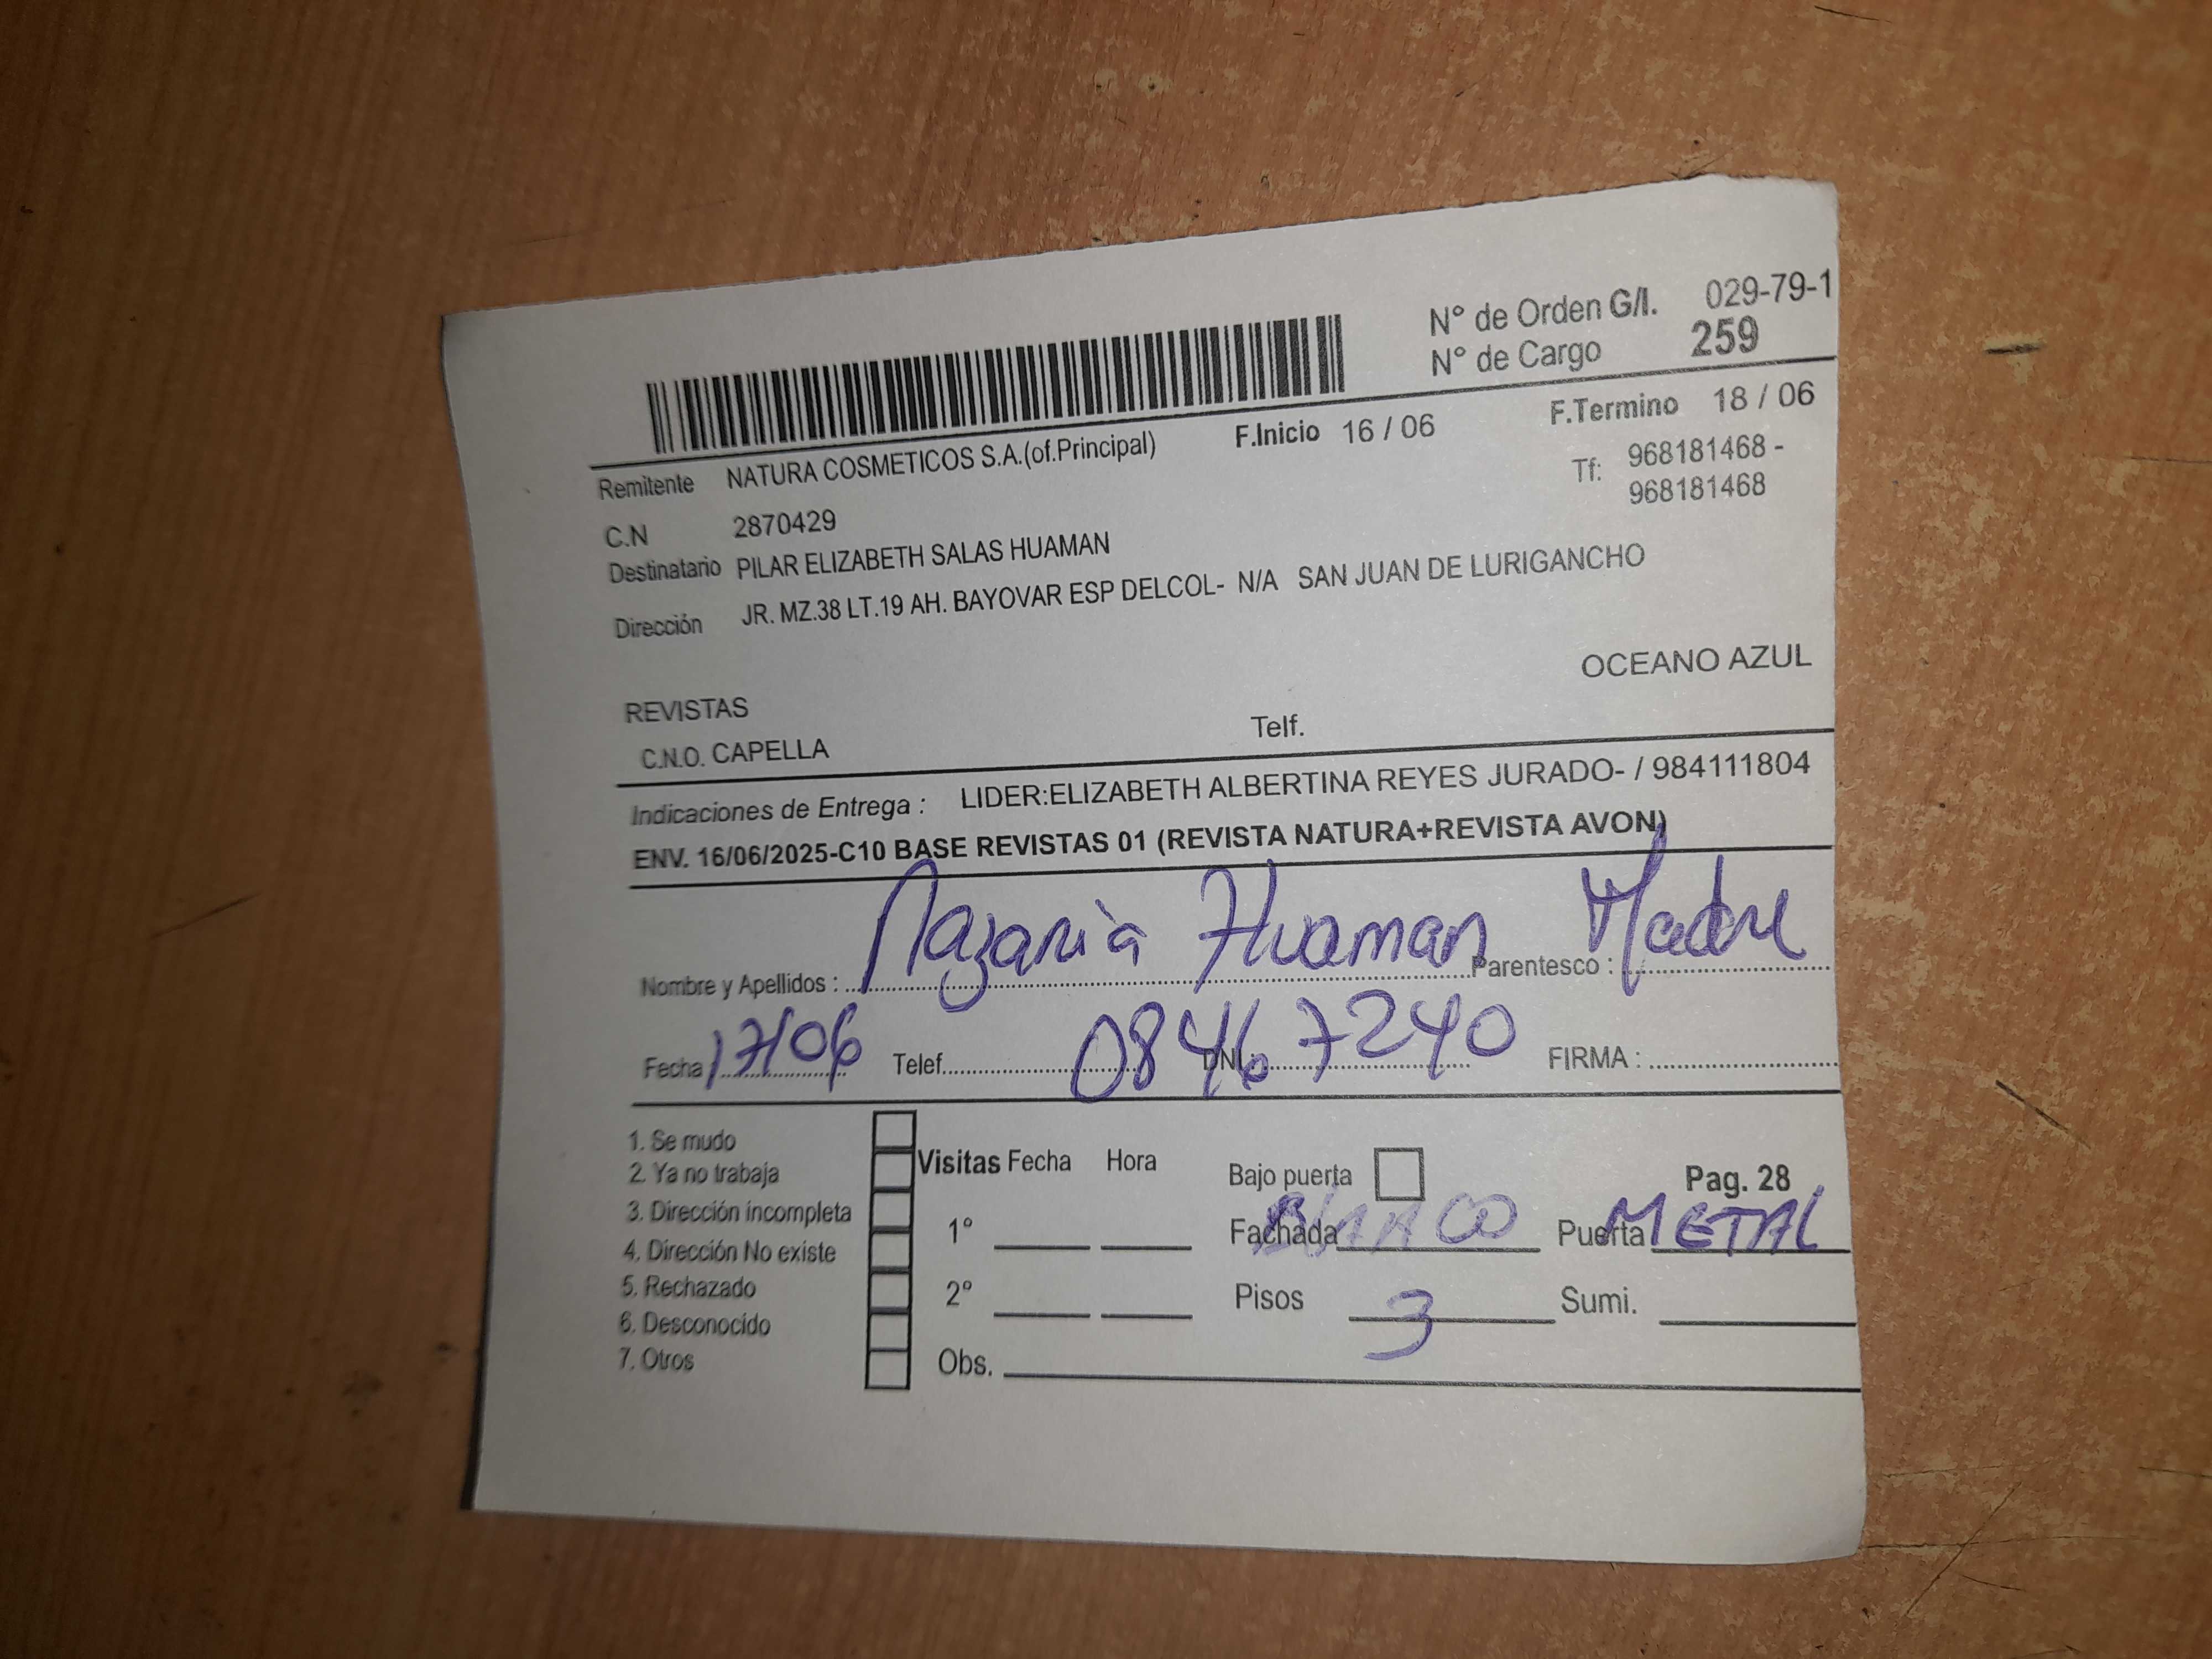 N° de Orden G/I. 029-79-1
N° de Cargo 259
Remitente NATURA COSMETICOS S.A.(of.Principal) F.Inicio 16 / 06 F.Termino 18 / 06
Tf: 968181468 -
968181468
C.N 2870429
Destinatario PILAR ELIZABETH SALAS HUAMAN
Dirección JR. MZ.38 LT.19 AH. BAYOVAR ESP DELCOL- N/A SAN JUAN DE LURIGANCHO
OCEANO AZUL
REVISTAS
C.N.O. CAPELLA Telf.
Indicaciones de Entrega : LIDER:ELIZABETH ALBERTINA REYES JURADO- / 984111804
ENV. 16/06/2025-C10 BASE REVISTAS 01 (REVISTA NATURA+REVISTA AVON)
Nombre y Apellidos : Nazaria Huaman Parentesco : Madre
Fecha 17/06 Telef. DNI: 08467240 FIRMA :
1. Se mudo
2. Ya no trabaja
3. Dirección incompleta
4. Dirección No existe
5. Rechazado
6. Desconocido
7. Otros
Visitas Fecha Hora
1°
2°
Obs.
Bajo puerta Pag. 28
Fachada BLANCO Puerta METAL
Pisos 3 Sumi.